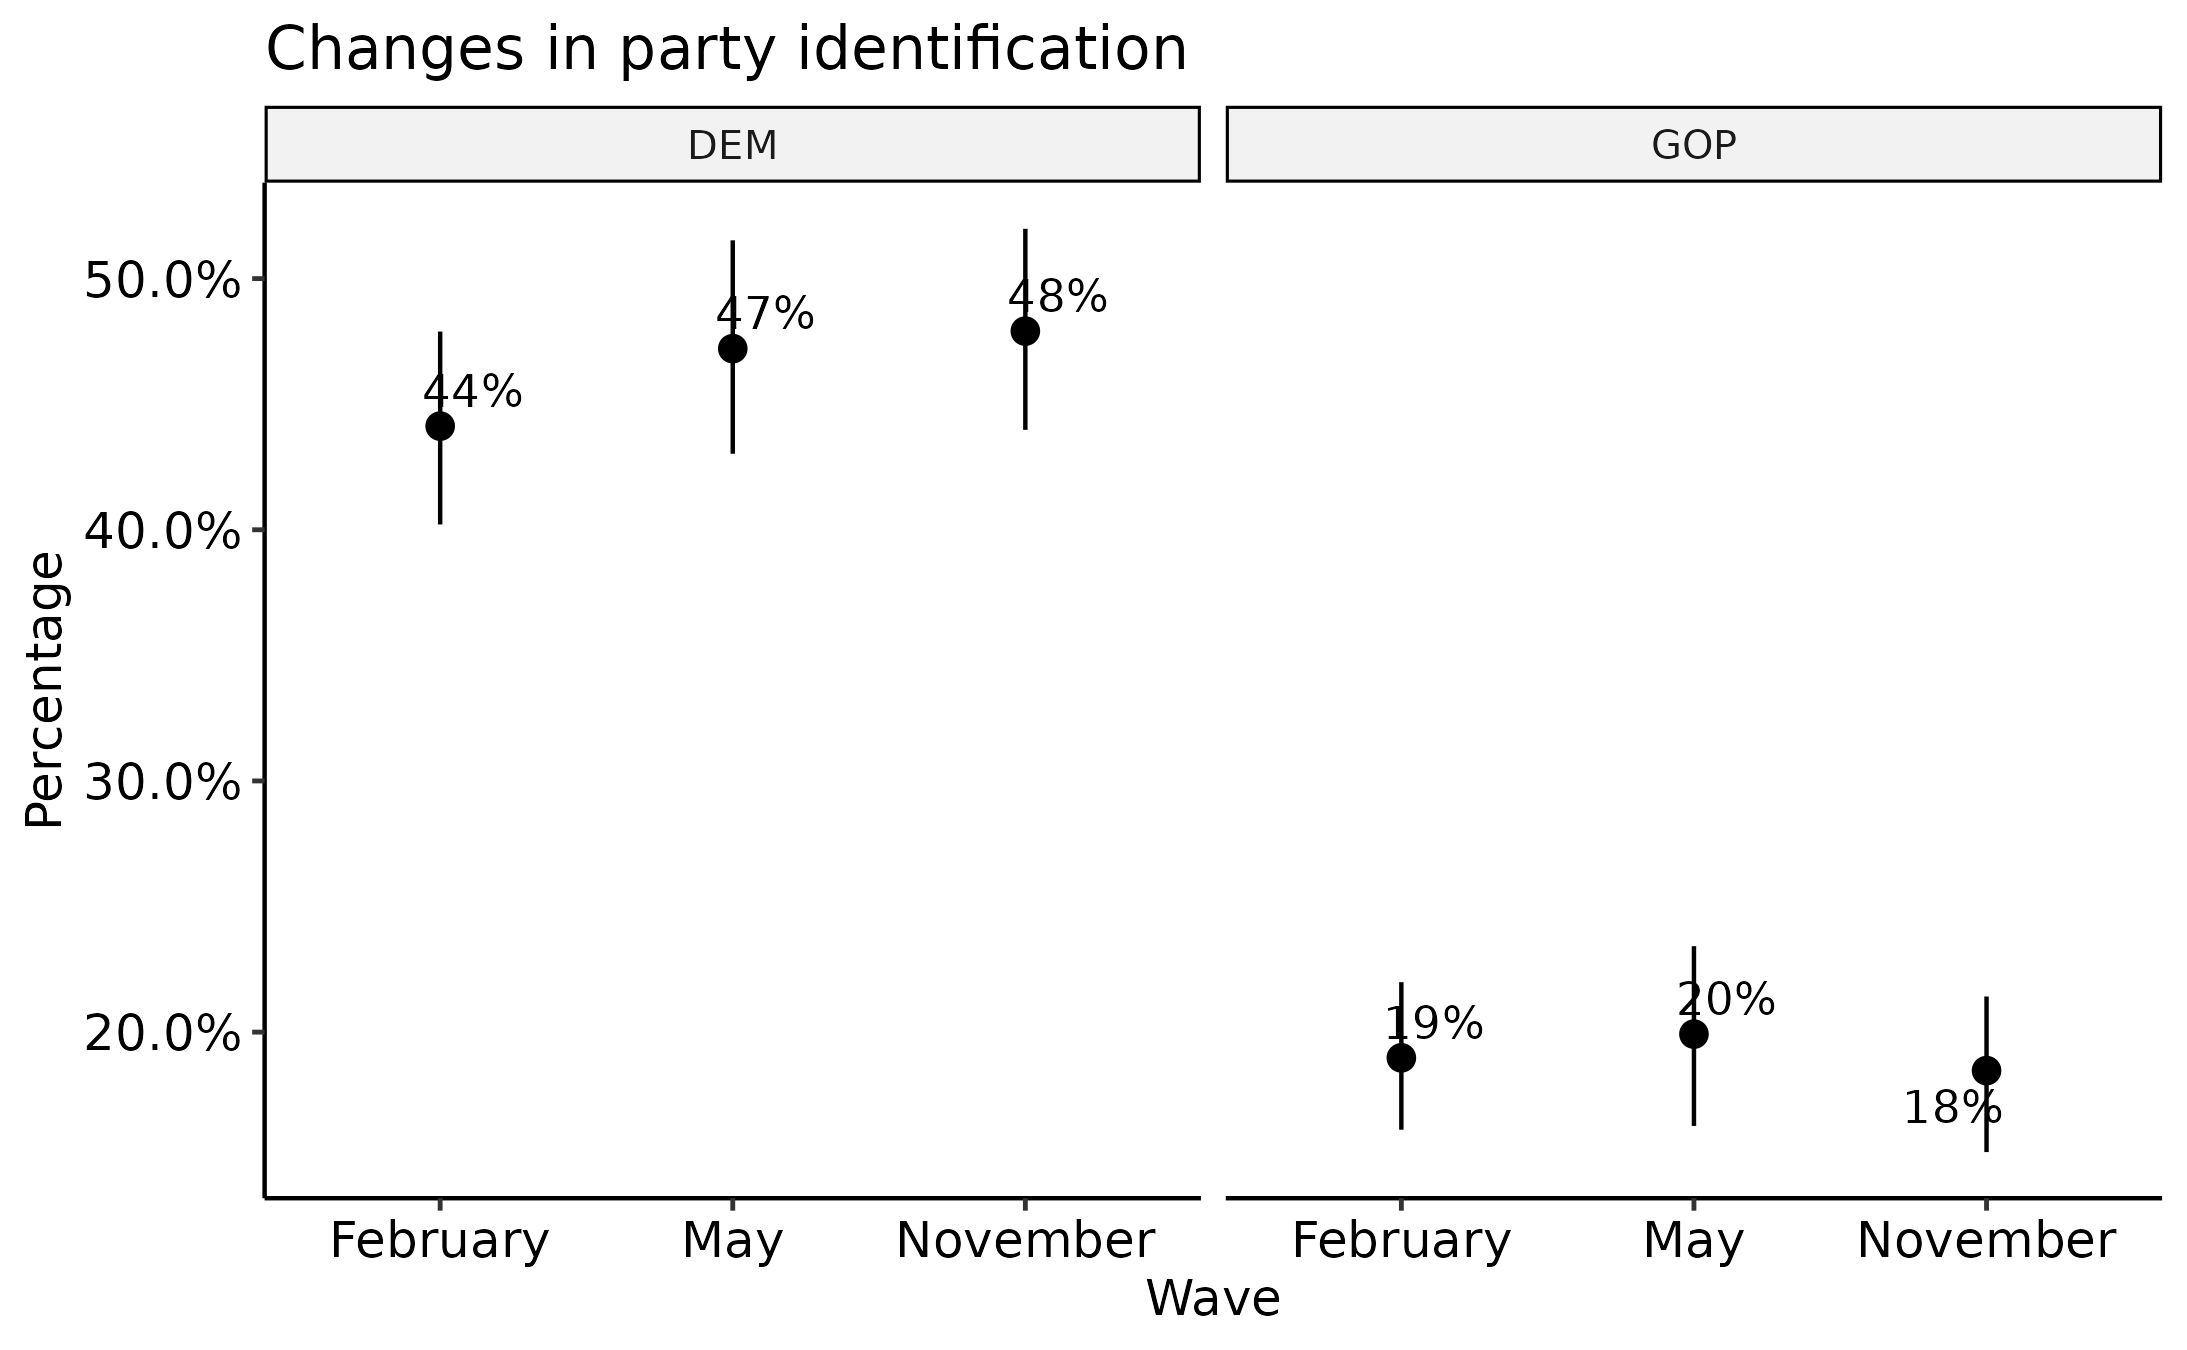 Changes in party identification
DEM
GOP
Percentage
50.0%
40.0%
30.0%
20.0%
44%
47%
48%
19%
20%
18%
February
May
November
February
May
November
Wave